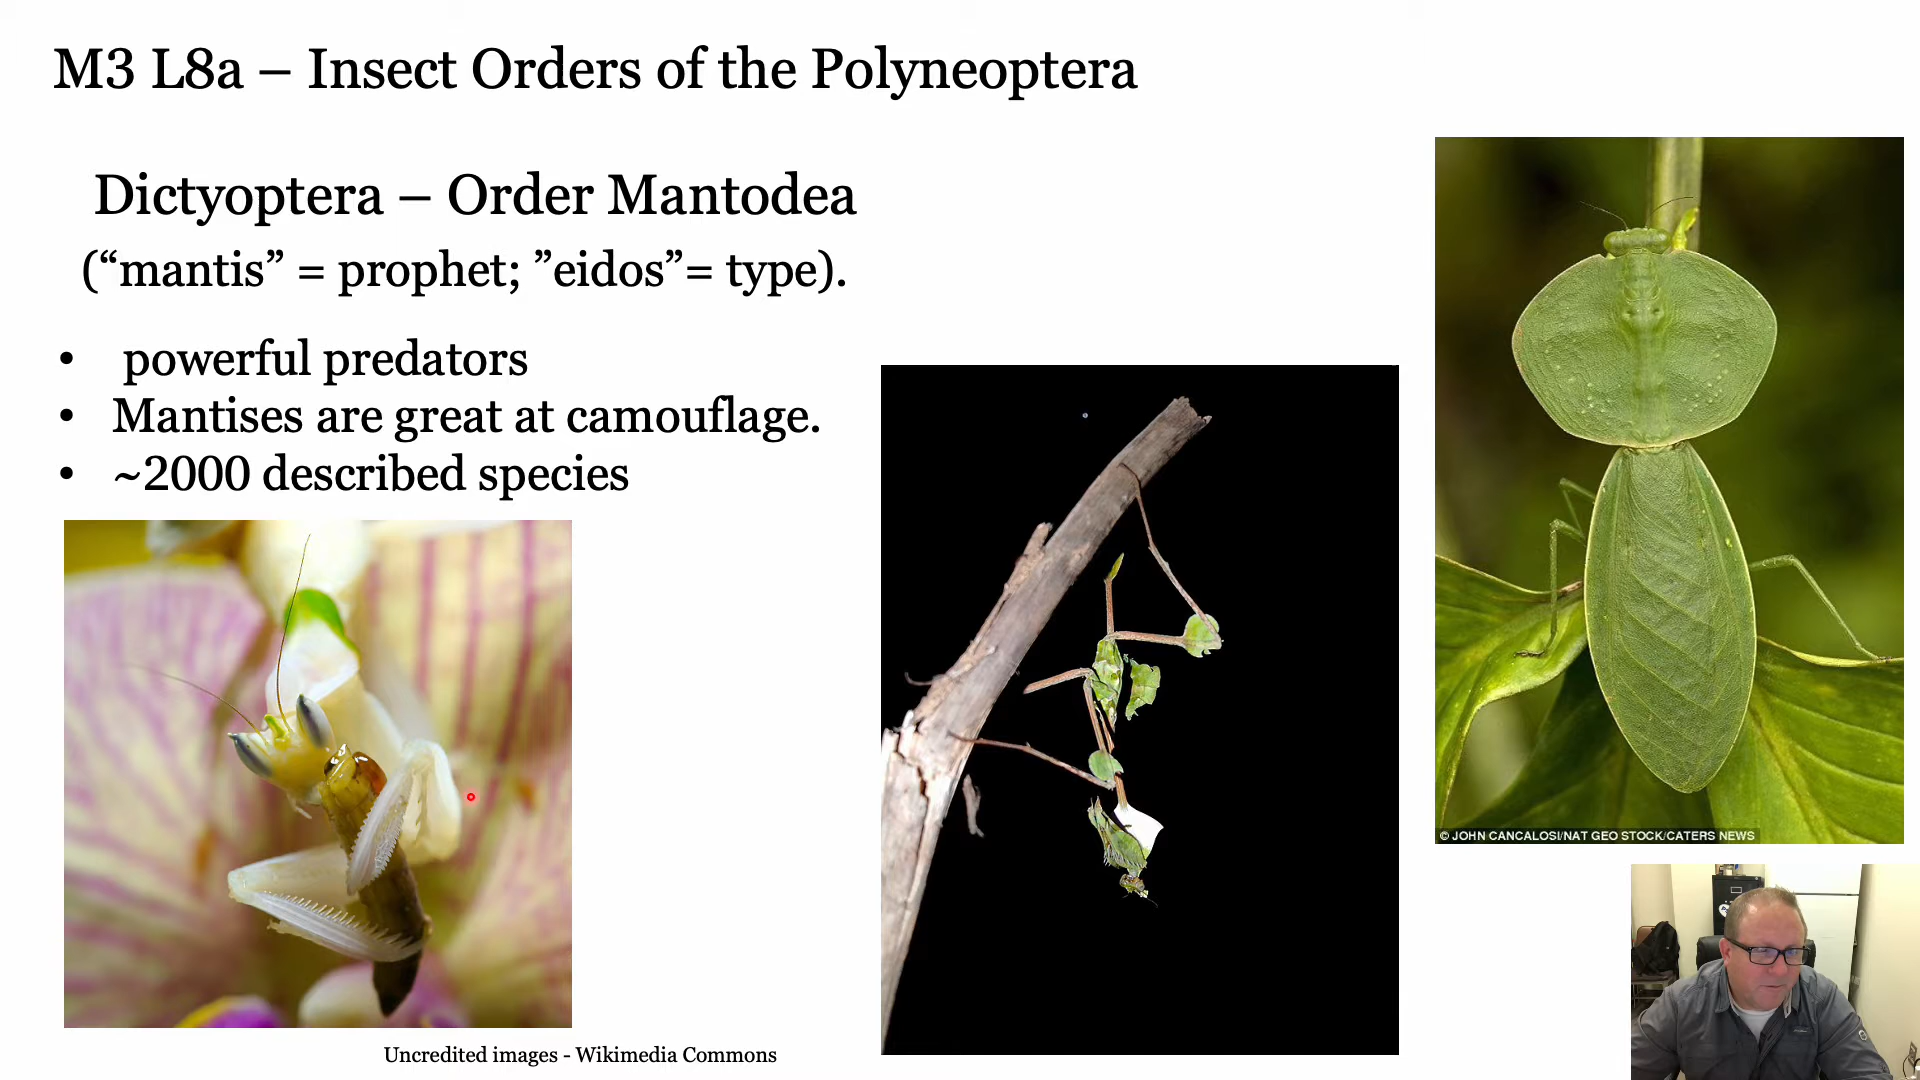 M3 L8a – Insect Orders of the Polyneoptera
Dictyoptera – Order Mantodea
(“mantis” = prophet; ”eidos”= type).
• powerful predators
• Mantises are great at camouflage.
• ~2000 described species
© JOHN CANCALOSI/NAT GEO STOCK/CATERS NEWS
Uncredited images - Wikimedia Commons